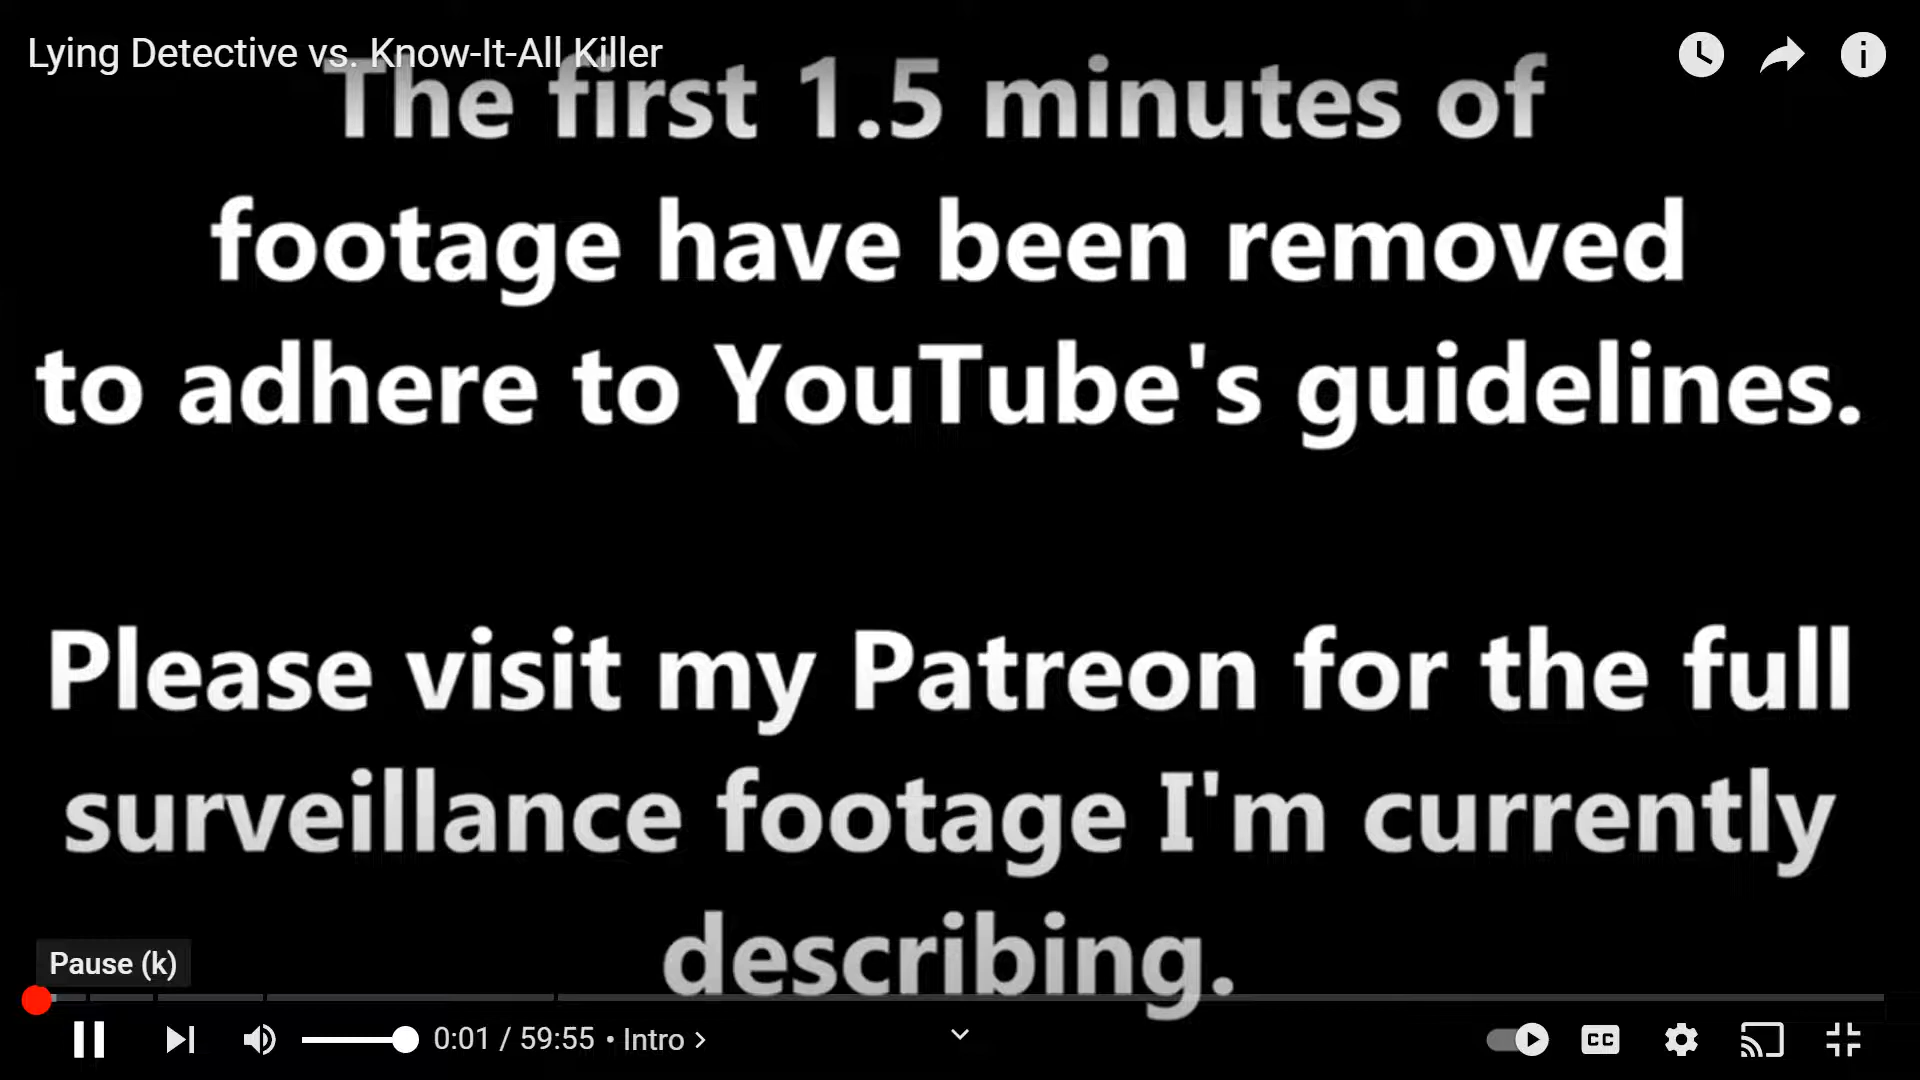 Lying Detective vs. Know-It-All Killer
The first 1.5 minutes of
footage have been removed
to adhere to YouTube's guidelines.
Please visit my Patreon for the full
surveillance footage I'm currently
describing.
Pause (k)
0:01 / 59:55 • Intro >
CC